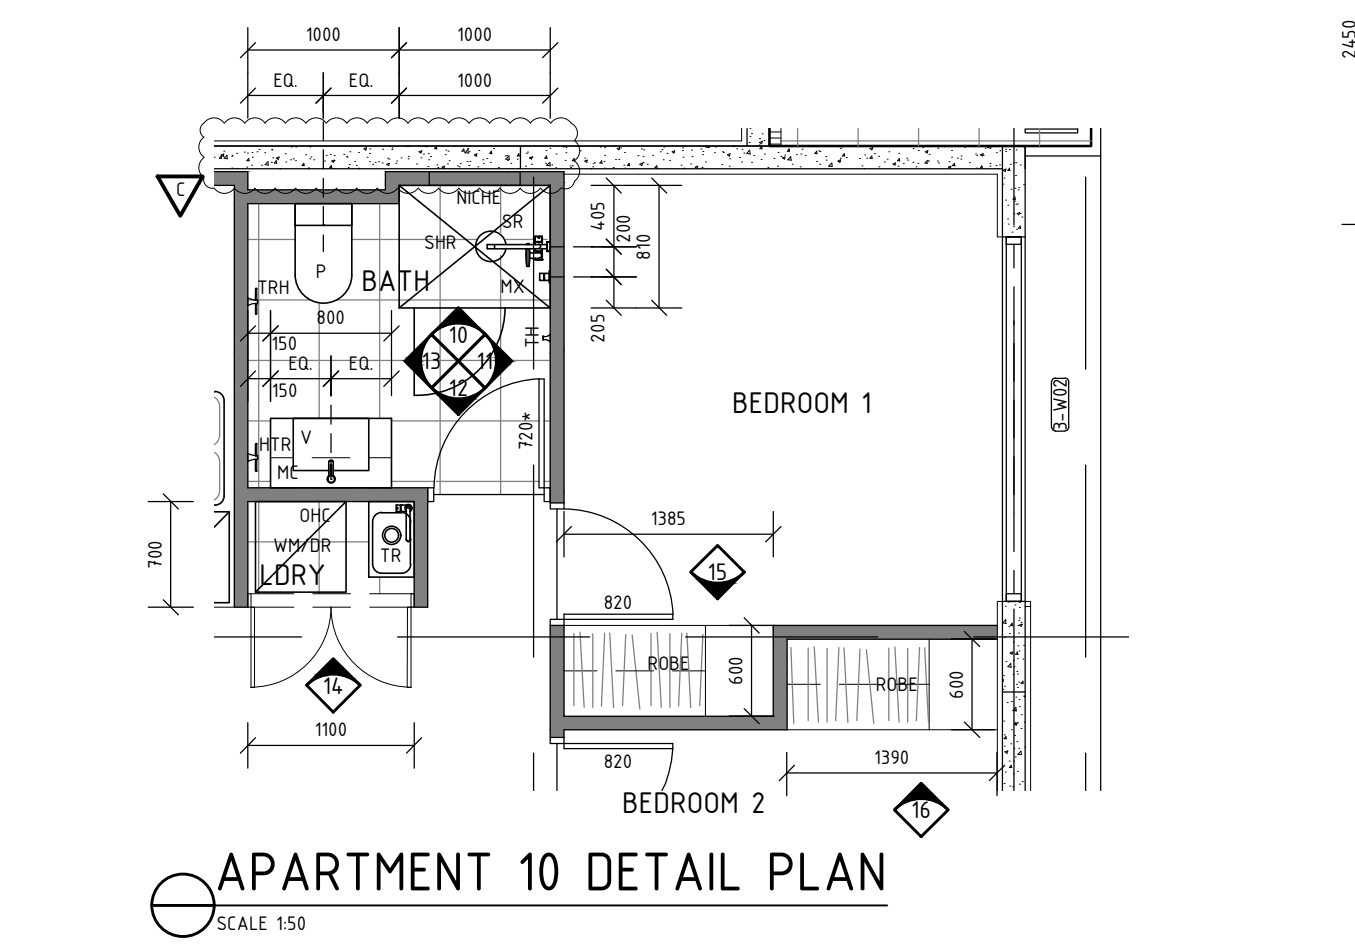 1000 1000
2450
EQ. EQ. 1000
C
NICHE
SR
405
200
810
SHR
P
BATH
TRH
MX
800
205
150
TH
10
13 11
12
EQ. EQ.
150
BEDROOM 1
3-W02
720*
HTR
V
MC
OHC
1385
WM/DR
TR
700
LDRY
15
820
ROBE
600
ROBE
600
14
1100
820
1390
BEDROOM 2
16
APARTMENT 10 DETAIL PLAN
SCALE 1:50